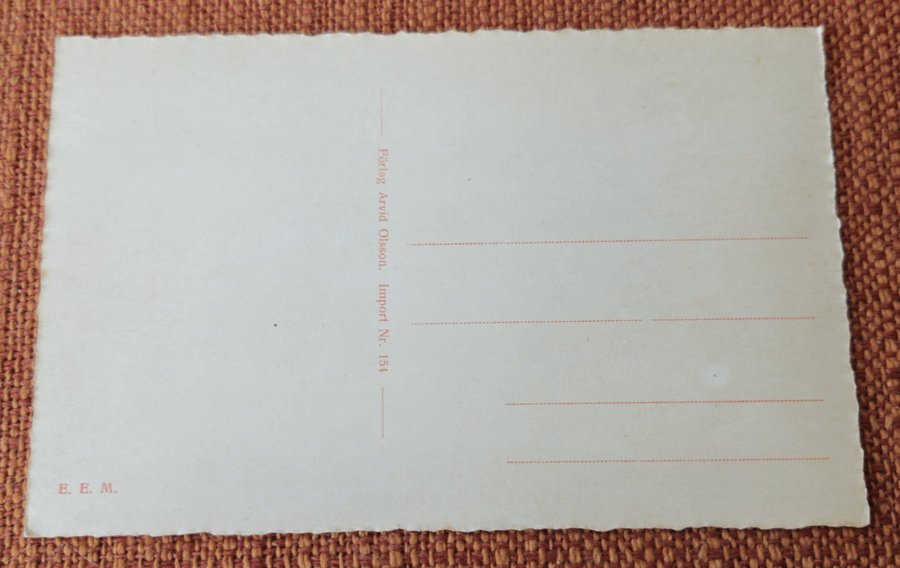 Förlag Arvid Olsson. Import Nr. 154
E. E. M.